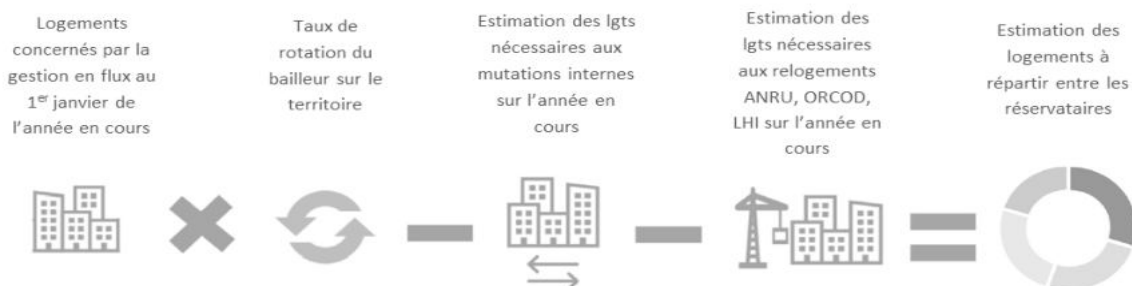 Logements
concernés par la
gestion en flux au
1er janvier de
l’année en cours
Taux de
rotation du
bailleur sur le
territoire
Estimation des lgts
nécessaires aux
mutations internes
sur l’année en
cours
Estimation des
lgts nécessaires
aux relogements
ANRU, ORCOD,
LHI sur l’année en
cours
Estimation des
logements à
répartir entre les
réservataires